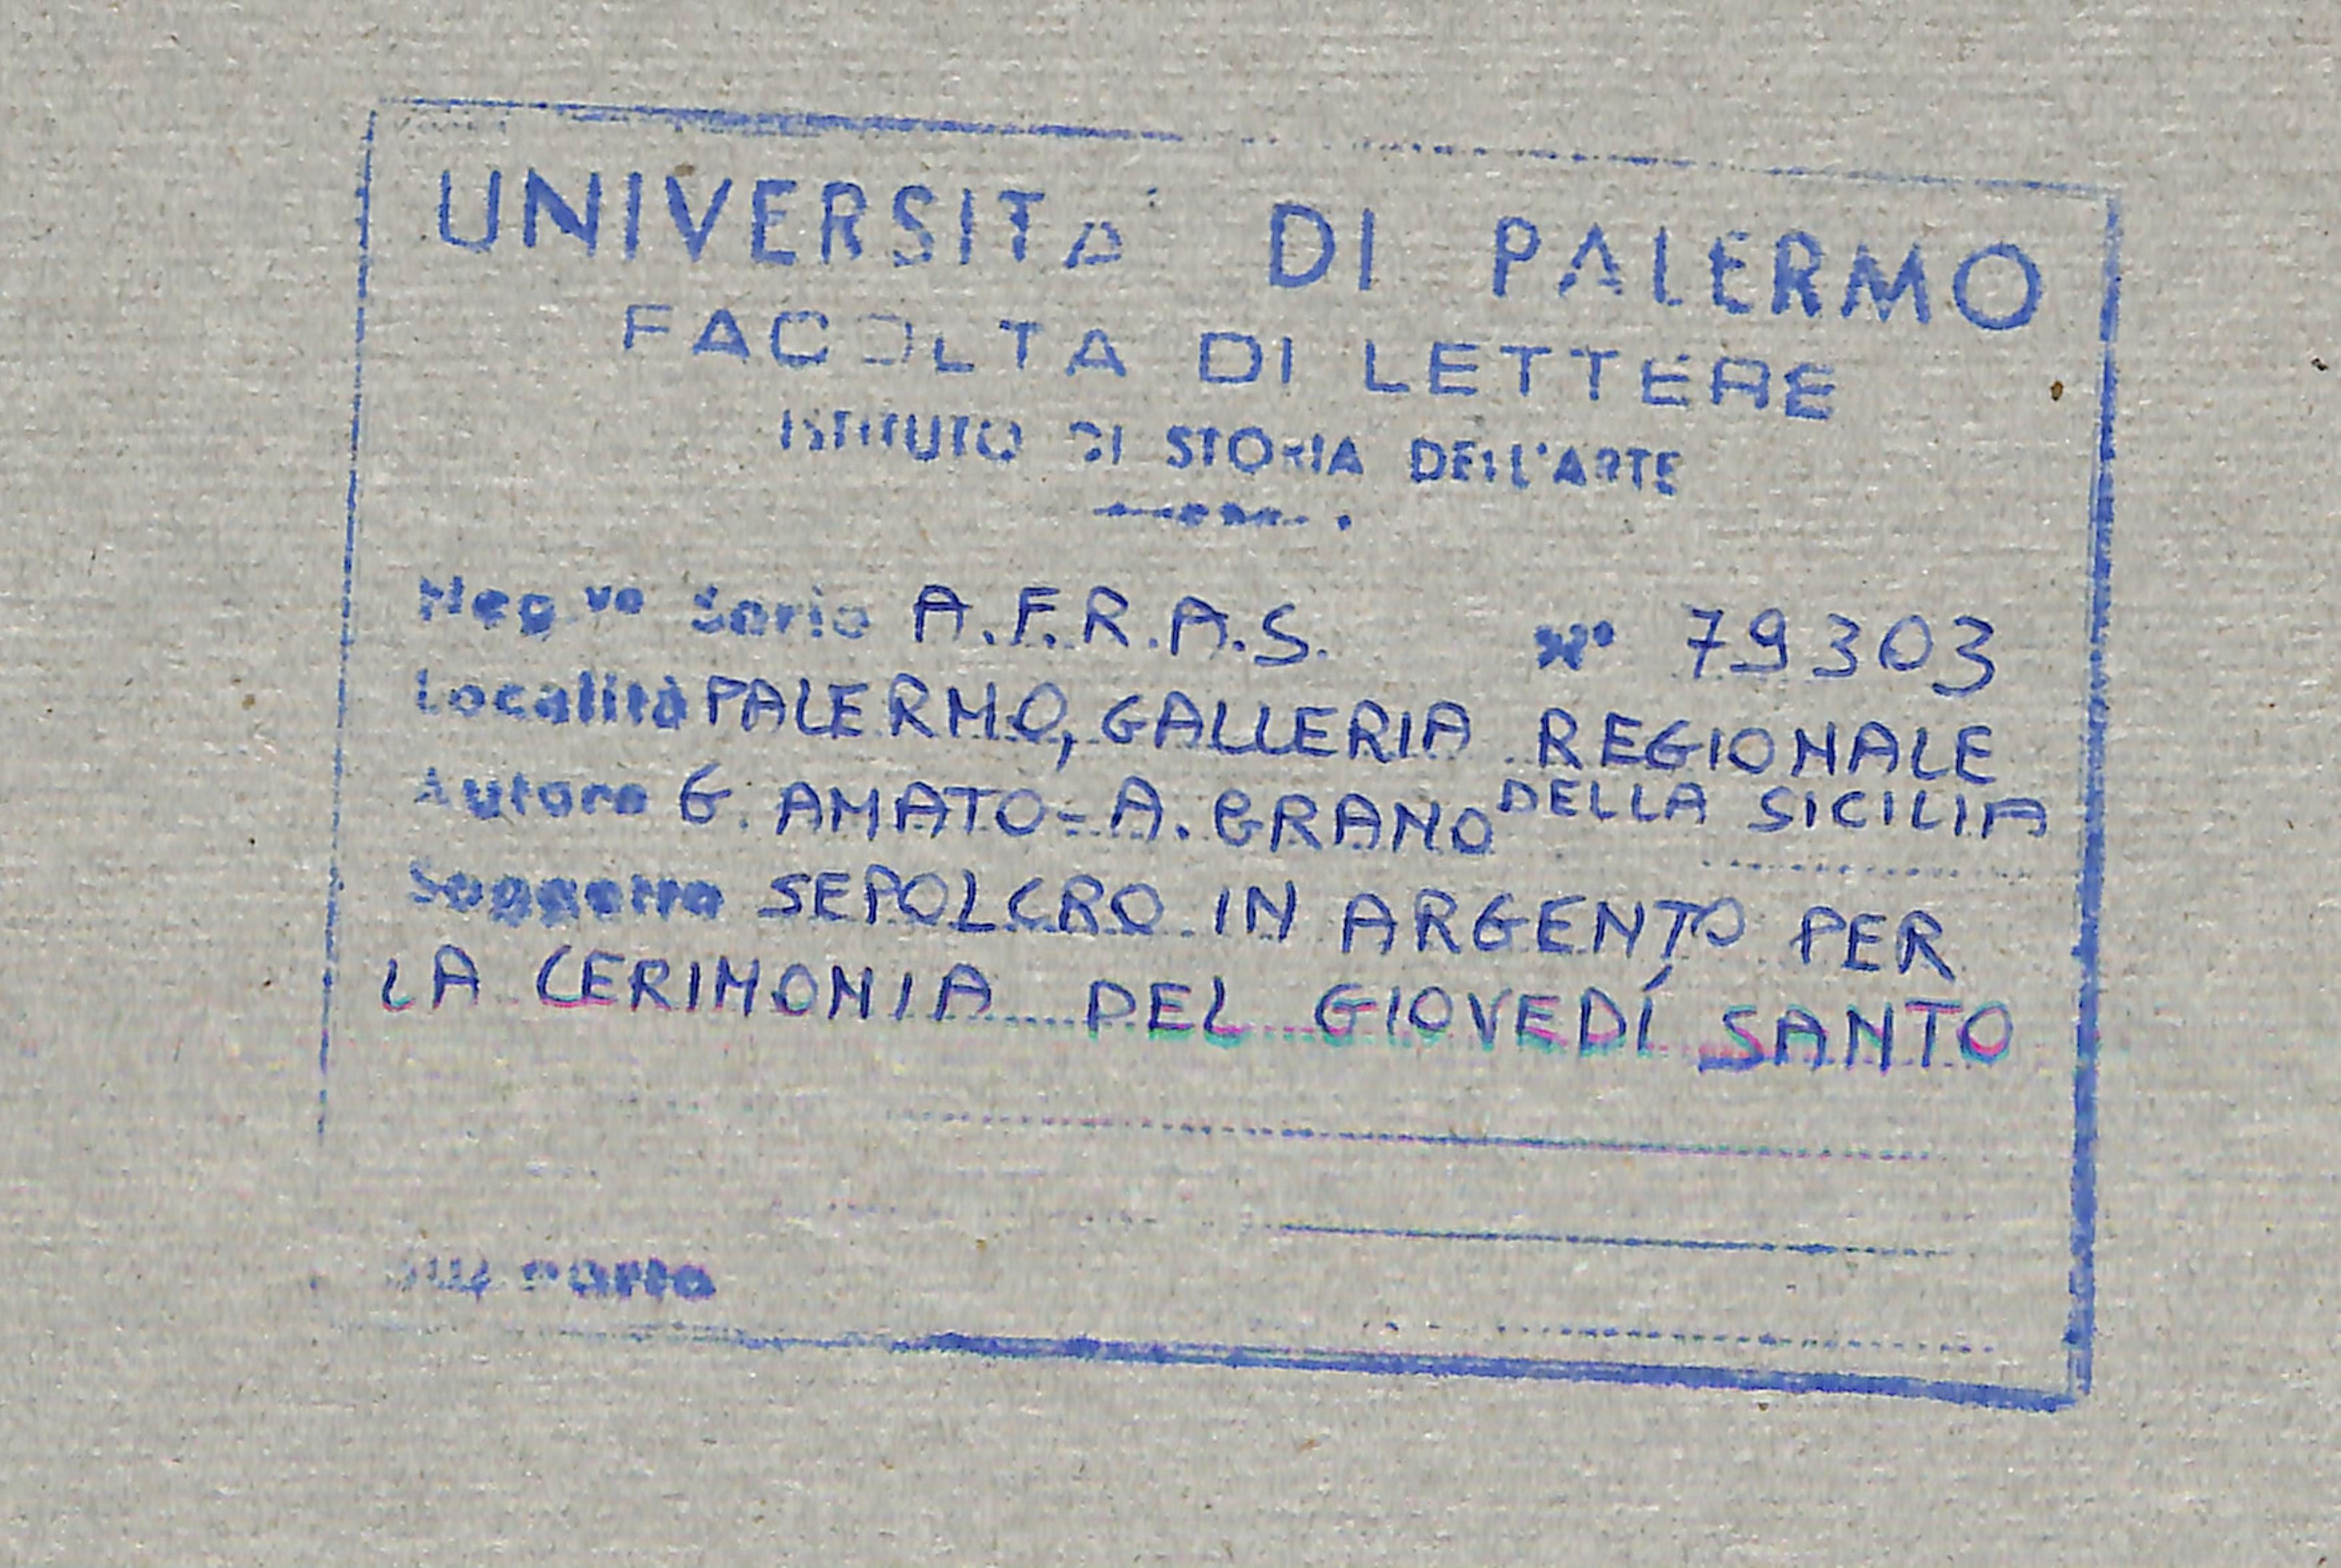 UNIVERSITA' DI PALERMO
FACOLTA DI LETTERE
ISTITUTO DI STORIA DELL'ARTE
Neg.vo Serie A.F.R.A.S. N° 79303
Località PALERMO, GALLERIA REGIONALE
DELLA SICILIA
Autore G. AMATO - A. GRANO
Soggetto SEPOLCRO IN ARGENTO PER
LA CERIMONIA DEL GIOVEDÍ SANTO